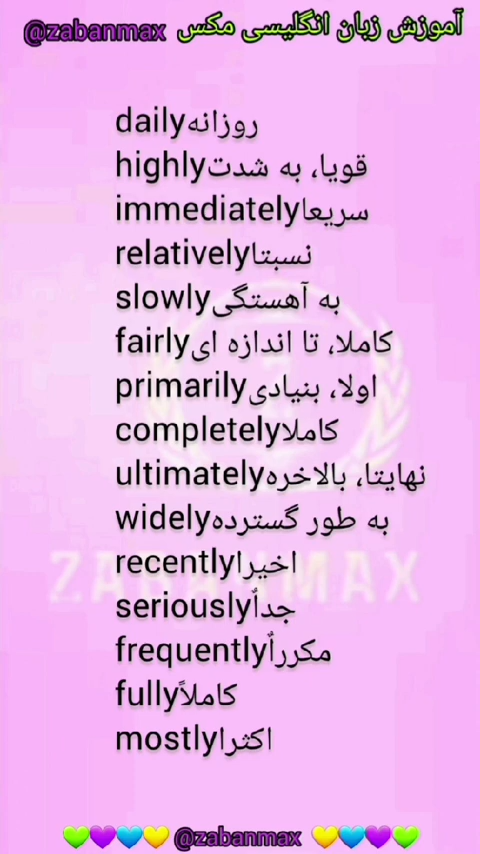 @zabanmax آموزش زبان انگلیسی مکس
dailyروزانه
highlyقویا، به شدت
immediatelyسریعا
relativelyنسبتا
slowlyبه آهستگی
fairlyکاملا، تا اندازه ای
primarilyاولا، بنیادی
completelyکاملا
ultimatelyنهایتا، بالاخره
widelyبه طور گسترده
recentlyاخیرا
ZABANMAX
seriouslyجداٌ
frequentlyمکرراٌ
fullyکاملاً
mostlyاکثرا
@zabanmax